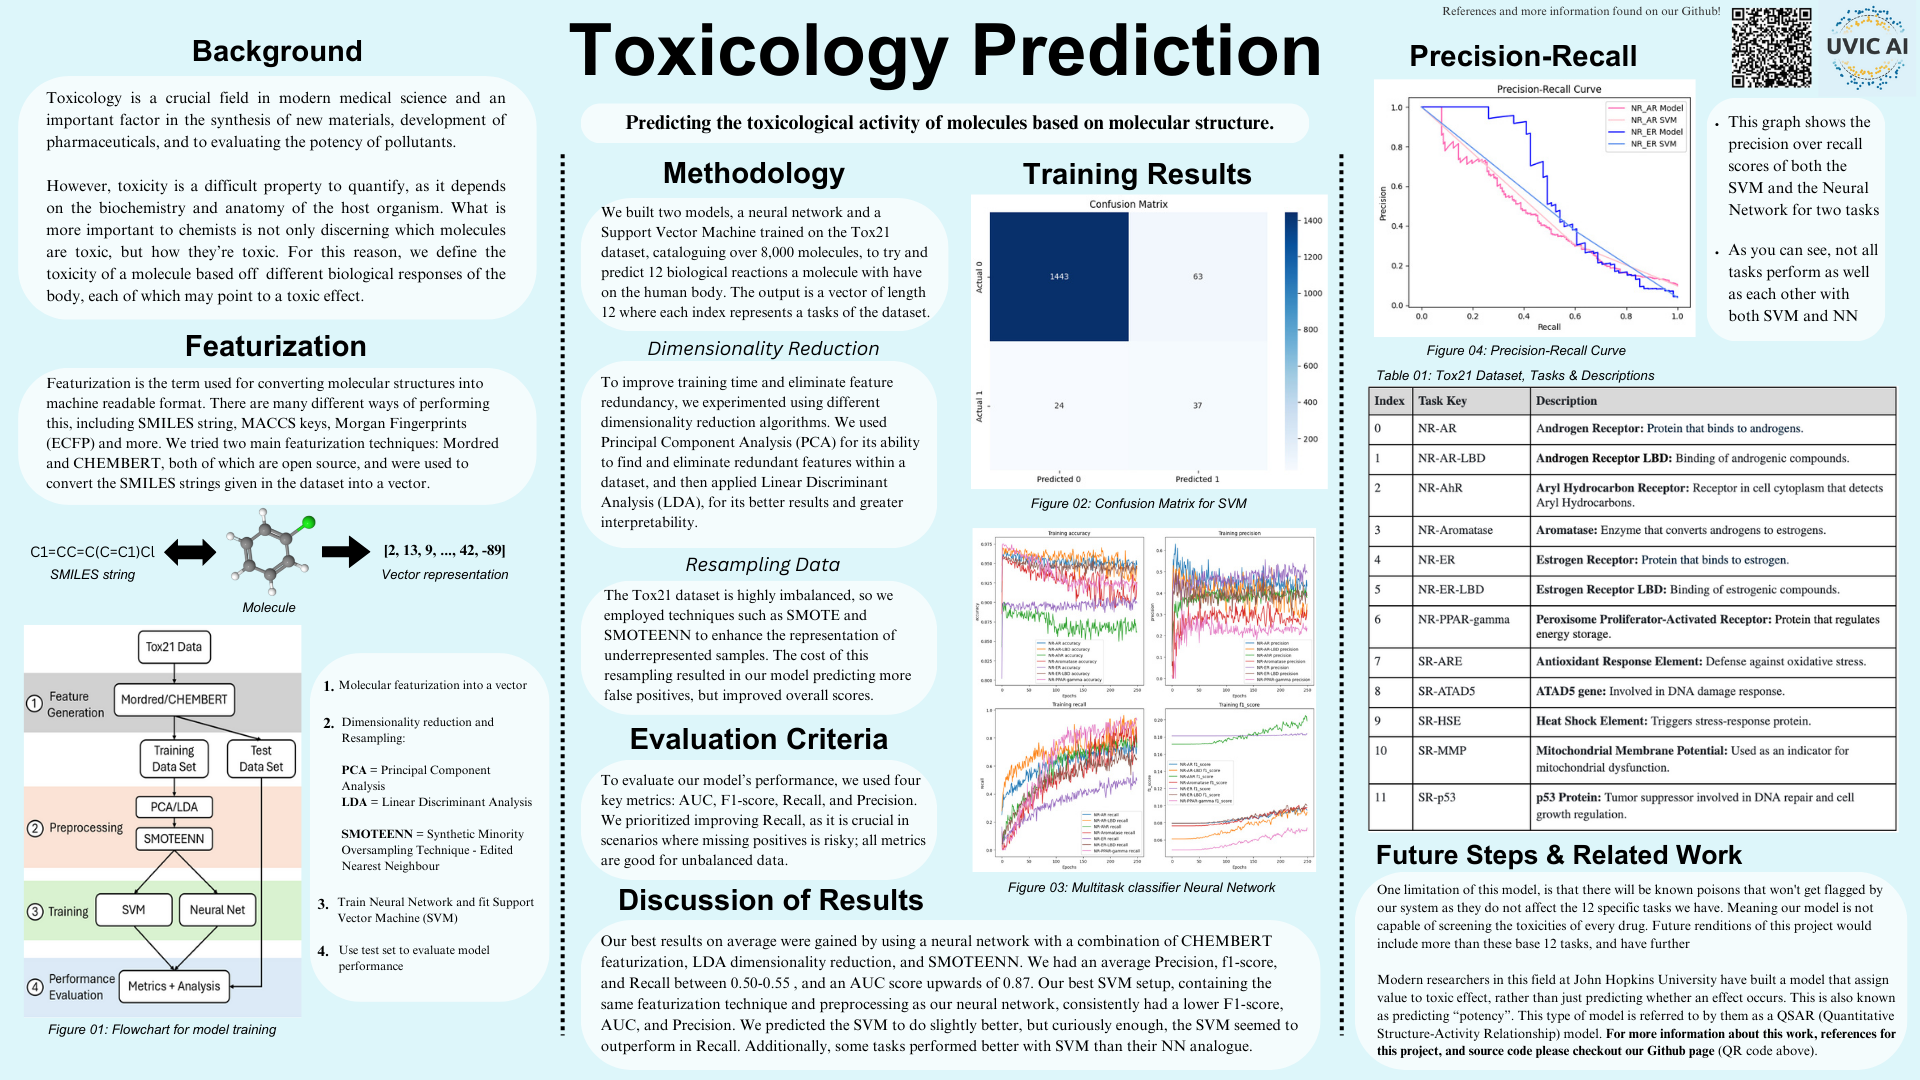 References and more information found on our Github!
UVIC AI
Toxicology Prediction
Predicting the toxicological activity of molecules based on molecular structure.
Background
Toxicology is a crucial field in modern medical science and an
important factor in the synthesis of new materials, development of
pharmaceuticals, and to evaluating the potency of pollutants.
However, toxicity is a difficult property to quantify, as it depends
on the biochemistry and anatomy of the host organism. What is
more important to chemists is not only discerning which molecules
are toxic, but how they're toxic. For this reason, we define the
toxicity of a molecule based off different biological responses of the
body, each of which may point to a toxic effect.
Featurization
Featurization is the term used for converting molecular structures into
machine readable format. There are many different ways of performing
this, including SMILES string, MACCS keys, Morgan Fingerprints
(ECFP) and more. We tried two main featurization techniques: Mordred
and CHEMBERT, both of which are open source, and were used to
convert the SMILES strings given in the dataset into a vector.
C1=CC=C(C=C1)Cl
SMILES string
Molecule
[2, 13, 9, ..., 42, -89]
Vector representation
Tox21 Data
1 Feature Generation
Mordred/CHEMBERT
Training Data Set
Test Data Set
2 Preprocessing
PCA/LDA
SMOTEENN
3 Training
SVM
Neural Net
4 Performance Evaluation
Metrics + Analysis
Figure 01: Flowchart for model training
1. Molecular featurization into a vector
2. Dimensionality reduction and
Resampling:
PCA = Principal Component
Analysis
LDA = Linear Discriminant Analysis
SMOTEENN = Synthetic Minority
Oversampling Technique - Edited
Nearest Neighbour
3. Train Neural Network and fit Support
Vector Machine (SVM)
4. Use test set to evaluate model
performance
Methodology
We built two models, a neural network and a
Support Vector Machine trained on the Tox21
dataset, cataloguing over 8,000 molecules, to try and
predict 12 biological reactions a molecule with have
on the human body. The output is a vector of length
12 where each index represents a tasks of the dataset.
Dimensionality Reduction
To improve training time and eliminate feature
redundancy, we experimented using different
dimensionality reduction algorithms. We used
Principal Component Analysis (PCA) for its ability
to find and eliminate redundant features within a
dataset, and then applied Linear Discriminant
Analysis (LDA), for its better results and greater
interpretability.
Resampling Data
The Tox21 dataset is highly imbalanced, so we
employed techniques such as SMOTE and
SMOTEENN to enhance the representation of
underrepresented samples. The cost of this
resampling resulted in our model predicting more
false positives, but improved overall scores.
Evaluation Criteria
To evaluate our model's performance, we used four
key metrics: AUC, F1-score, Recall, and Precision.
We prioritized improving Recall, as it is crucial in
scenarios where missing positives is risky; all metrics
are good for unbalanced data.
Training Results
Confusion Matrix
Actual 0
Actual 1
1443
63
24
37
Predicted 0
Predicted 1
1400
1200
1000
800
600
400
200
Figure 02: Confusion Matrix for SVM
Training accuracy
Training precision
Training recall
Training f1_score
Epochs
Figure 03: Multitask classifier Neural Network
Discussion of Results
Our best results on average were gained by using a neural network with a combination of CHEMBERT
featurization, LDA dimensionality reduction, and SMOTEENN. We had an average Precision, f1-score,
and Recall between 0.50-0.55 , and an AUC score upwards of 0.87. Our best SVM setup, containing the
same featurization technique and preprocessing as our neural network, consistently had a lower F1-score,
AUC, and Precision. We predicted the SVM to do slightly better, but curiously enough, the SVM seemed to
outperform in Recall. Additionally, some tasks performed better with SVM than their NN analogue.
Precision-Recall
Precision-Recall Curve
NR_AR Model
NR_AR SVM
NR_ER Model
NR_ER SVM
Precision
1.0
0.8
0.6
0.4
0.2
0.0
0.0 0.2 0.4 0.6 0.8 1.0
Recall
Figure 04: Precision-Recall Curve
• This graph shows the
precision over recall
scores of both the
SVM and the Neural
Network for two tasks
• As you can see, not all
tasks perform as well
as each other with
both SVM and NN
Table 01: Tox21 Dataset, Tasks & Descriptions
Index Task Key Description
0 NR-AR Androgen Receptor: Protein that binds to androgens.
1 NR-AR-LBD Androgen Receptor LBD: Binding of androgenic compounds.
2 NR-AhR Aryl Hydrocarbon Receptor: Receptor in cell cytoplasm that detects
Aryl Hydrocarbons.
3 NR-Aromatase Aromatase: Enzyme that converts androgens to estrogens.
4 NR-ER Estrogen Receptor: Protein that binds to estrogen.
5 NR-ER-LBD Estrogen Receptor LBD: Binding of estrogenic compounds.
6 NR-PPAR-gamma Peroxisome Proliferator-Activated Receptor: Protein that regulates
energy storage.
7 SR-ARE Antioxidant Response Element: Defense against oxidative stress.
8 SR-ATAD5 ATAD5 gene: Involved in DNA damage response.
9 SR-HSE Heat Shock Element: Triggers stress-response protein.
10 SR-MMP Mitochondrial Membrane Potential: Used as an indicator for
mitochondrial dysfunction.
11 SR-p53 p53 Protein: Tumor suppressor involved in DNA repair and cell
growth regulation.
Future Steps & Related Work
One limitation of this model, is that there will be known poisons that won't get flagged by
our system as they do not affect the 12 specific tasks we have. Meaning our model is not
capable of screening the toxicities of every drug. Future renditions of this project would
include more than these base 12 tasks, and have further
Modern researchers in this field at John Hopkins University have built a model that assign
value to toxic effect, rather than just predicting whether an effect occurs. This is also known
as predicting “potency”. This type of model is referred to by them as a QSAR (Quantitative
Structure-Activity Relationship) model. For more information about this work, references for
this project, and source code please checkout our Github page (QR code above).